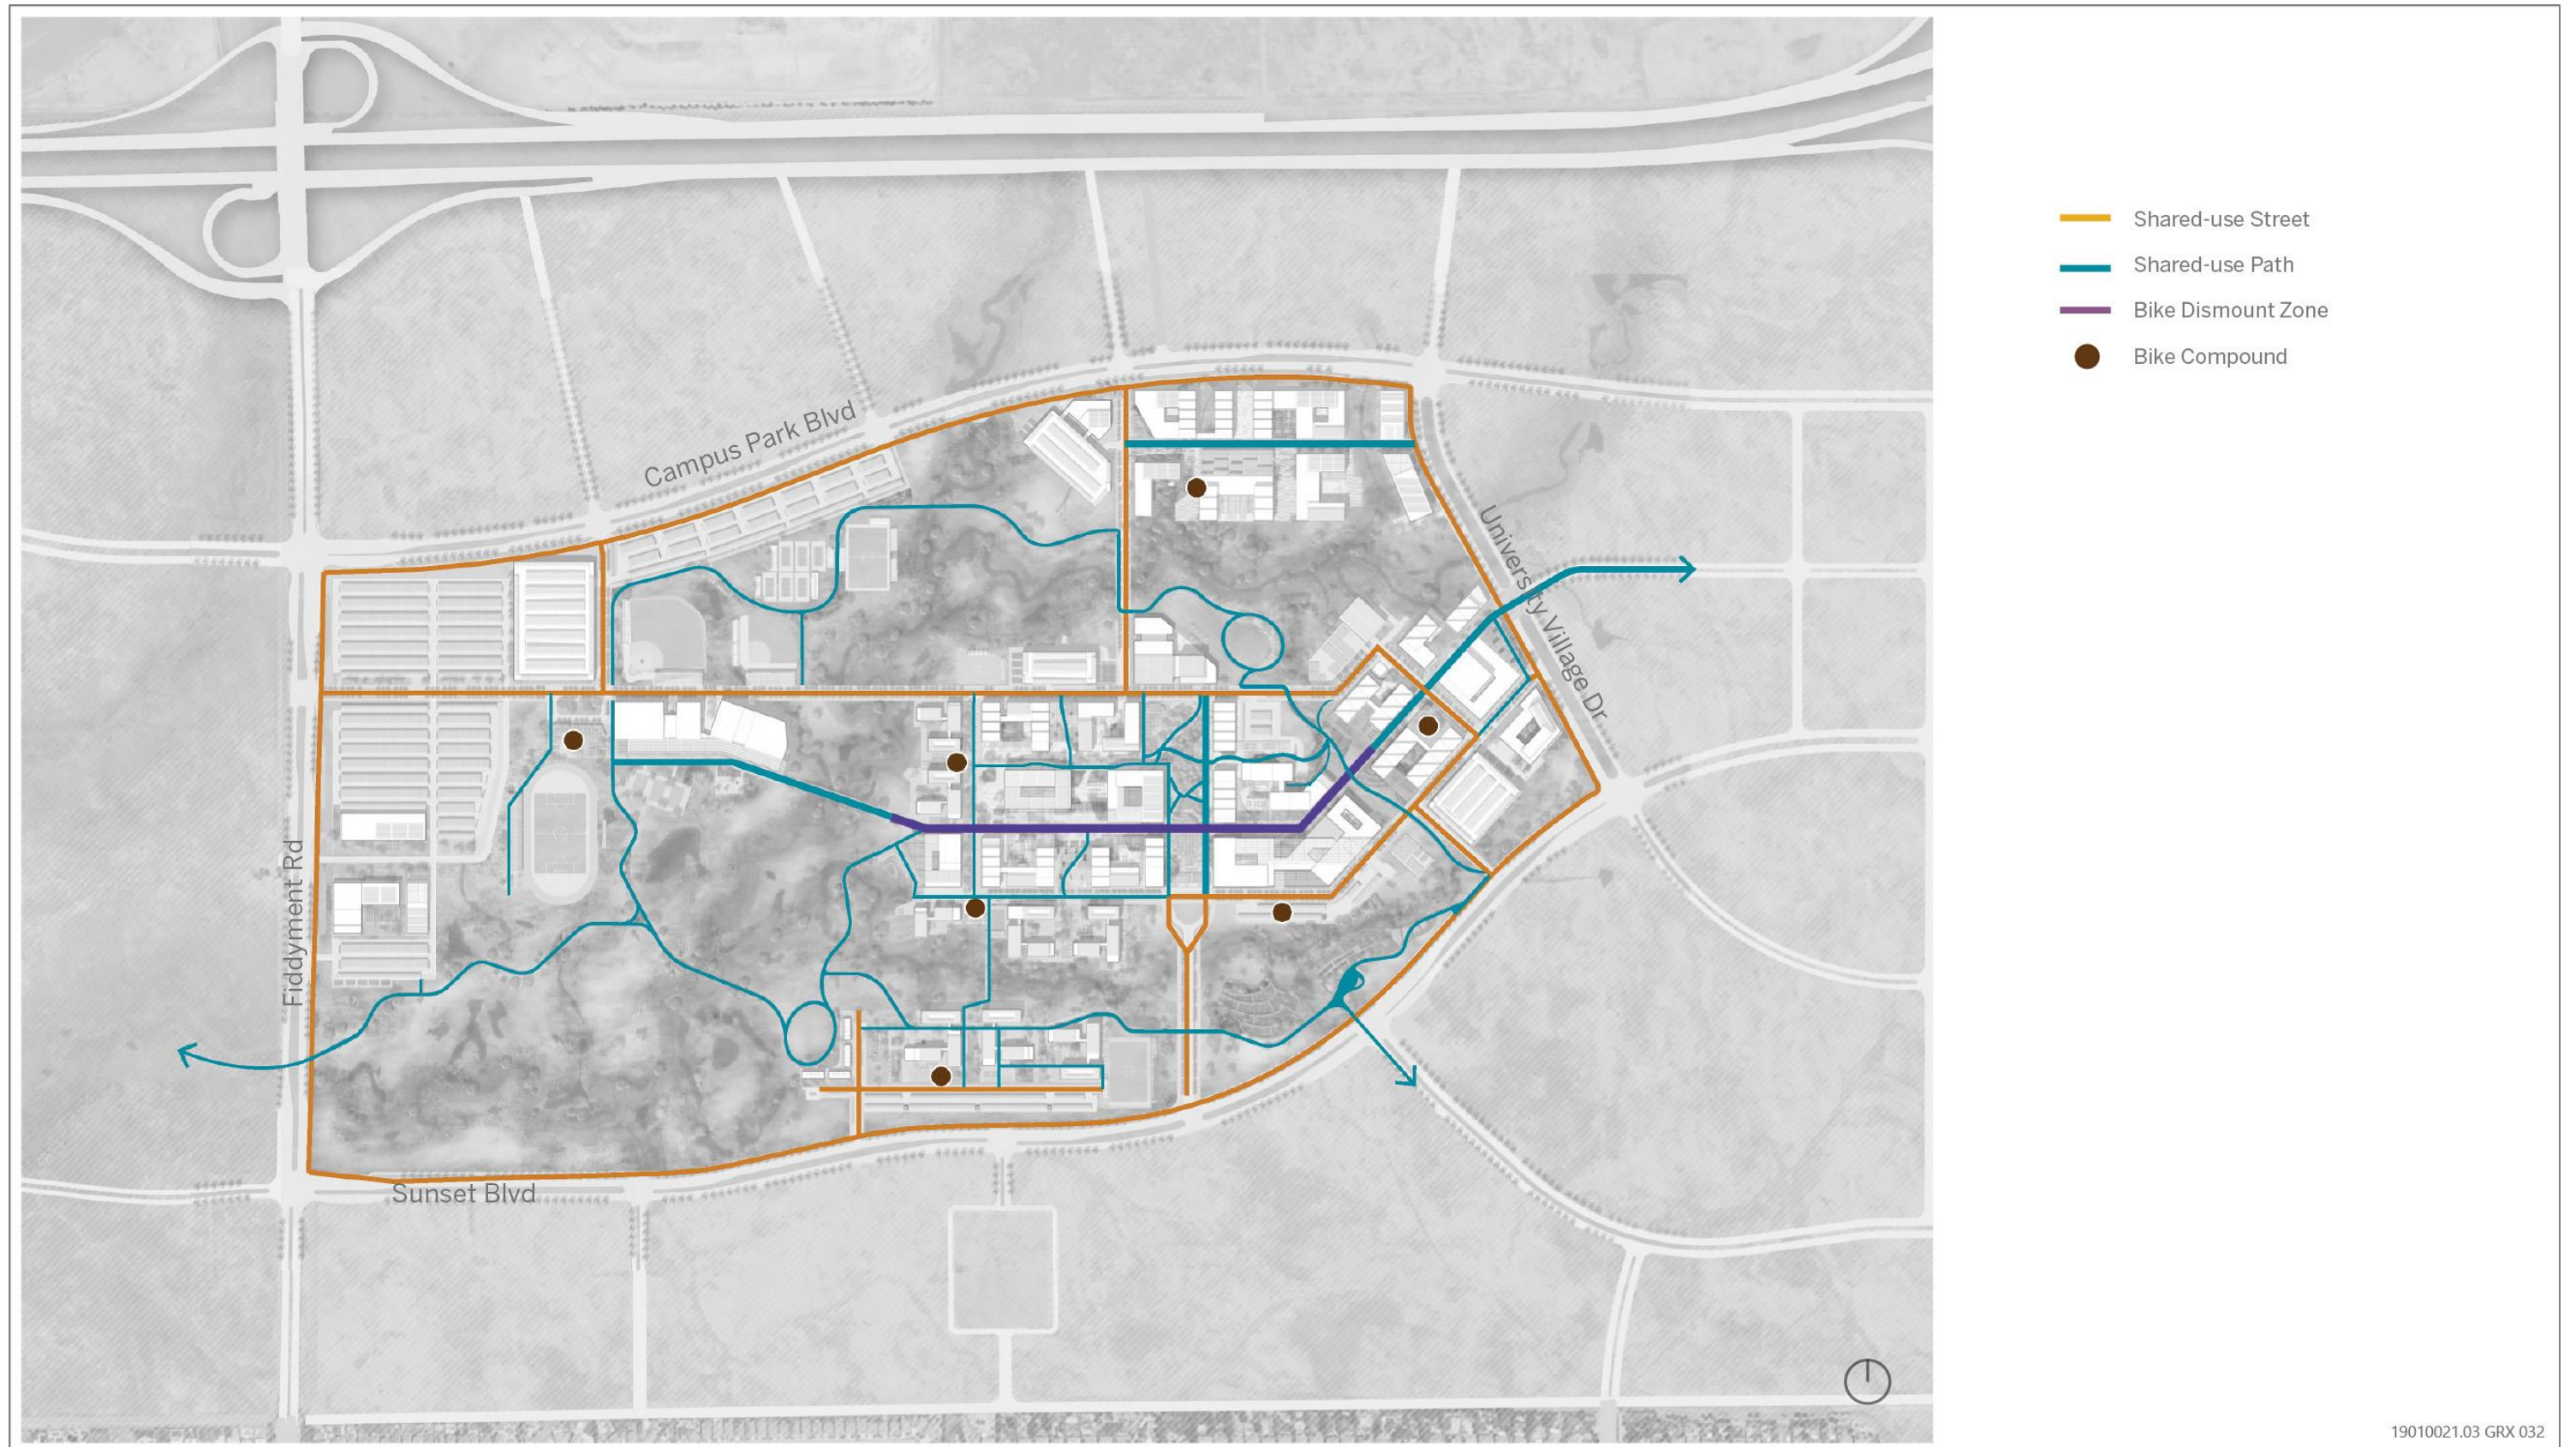 Shared-use Street
Shared-use Path
Bike Dismount Zone
Bike Compound
Campus Park Blvd
University Village Dr
Fiddyment Rd
Sunset Blvd
19010021.03 GRX 032